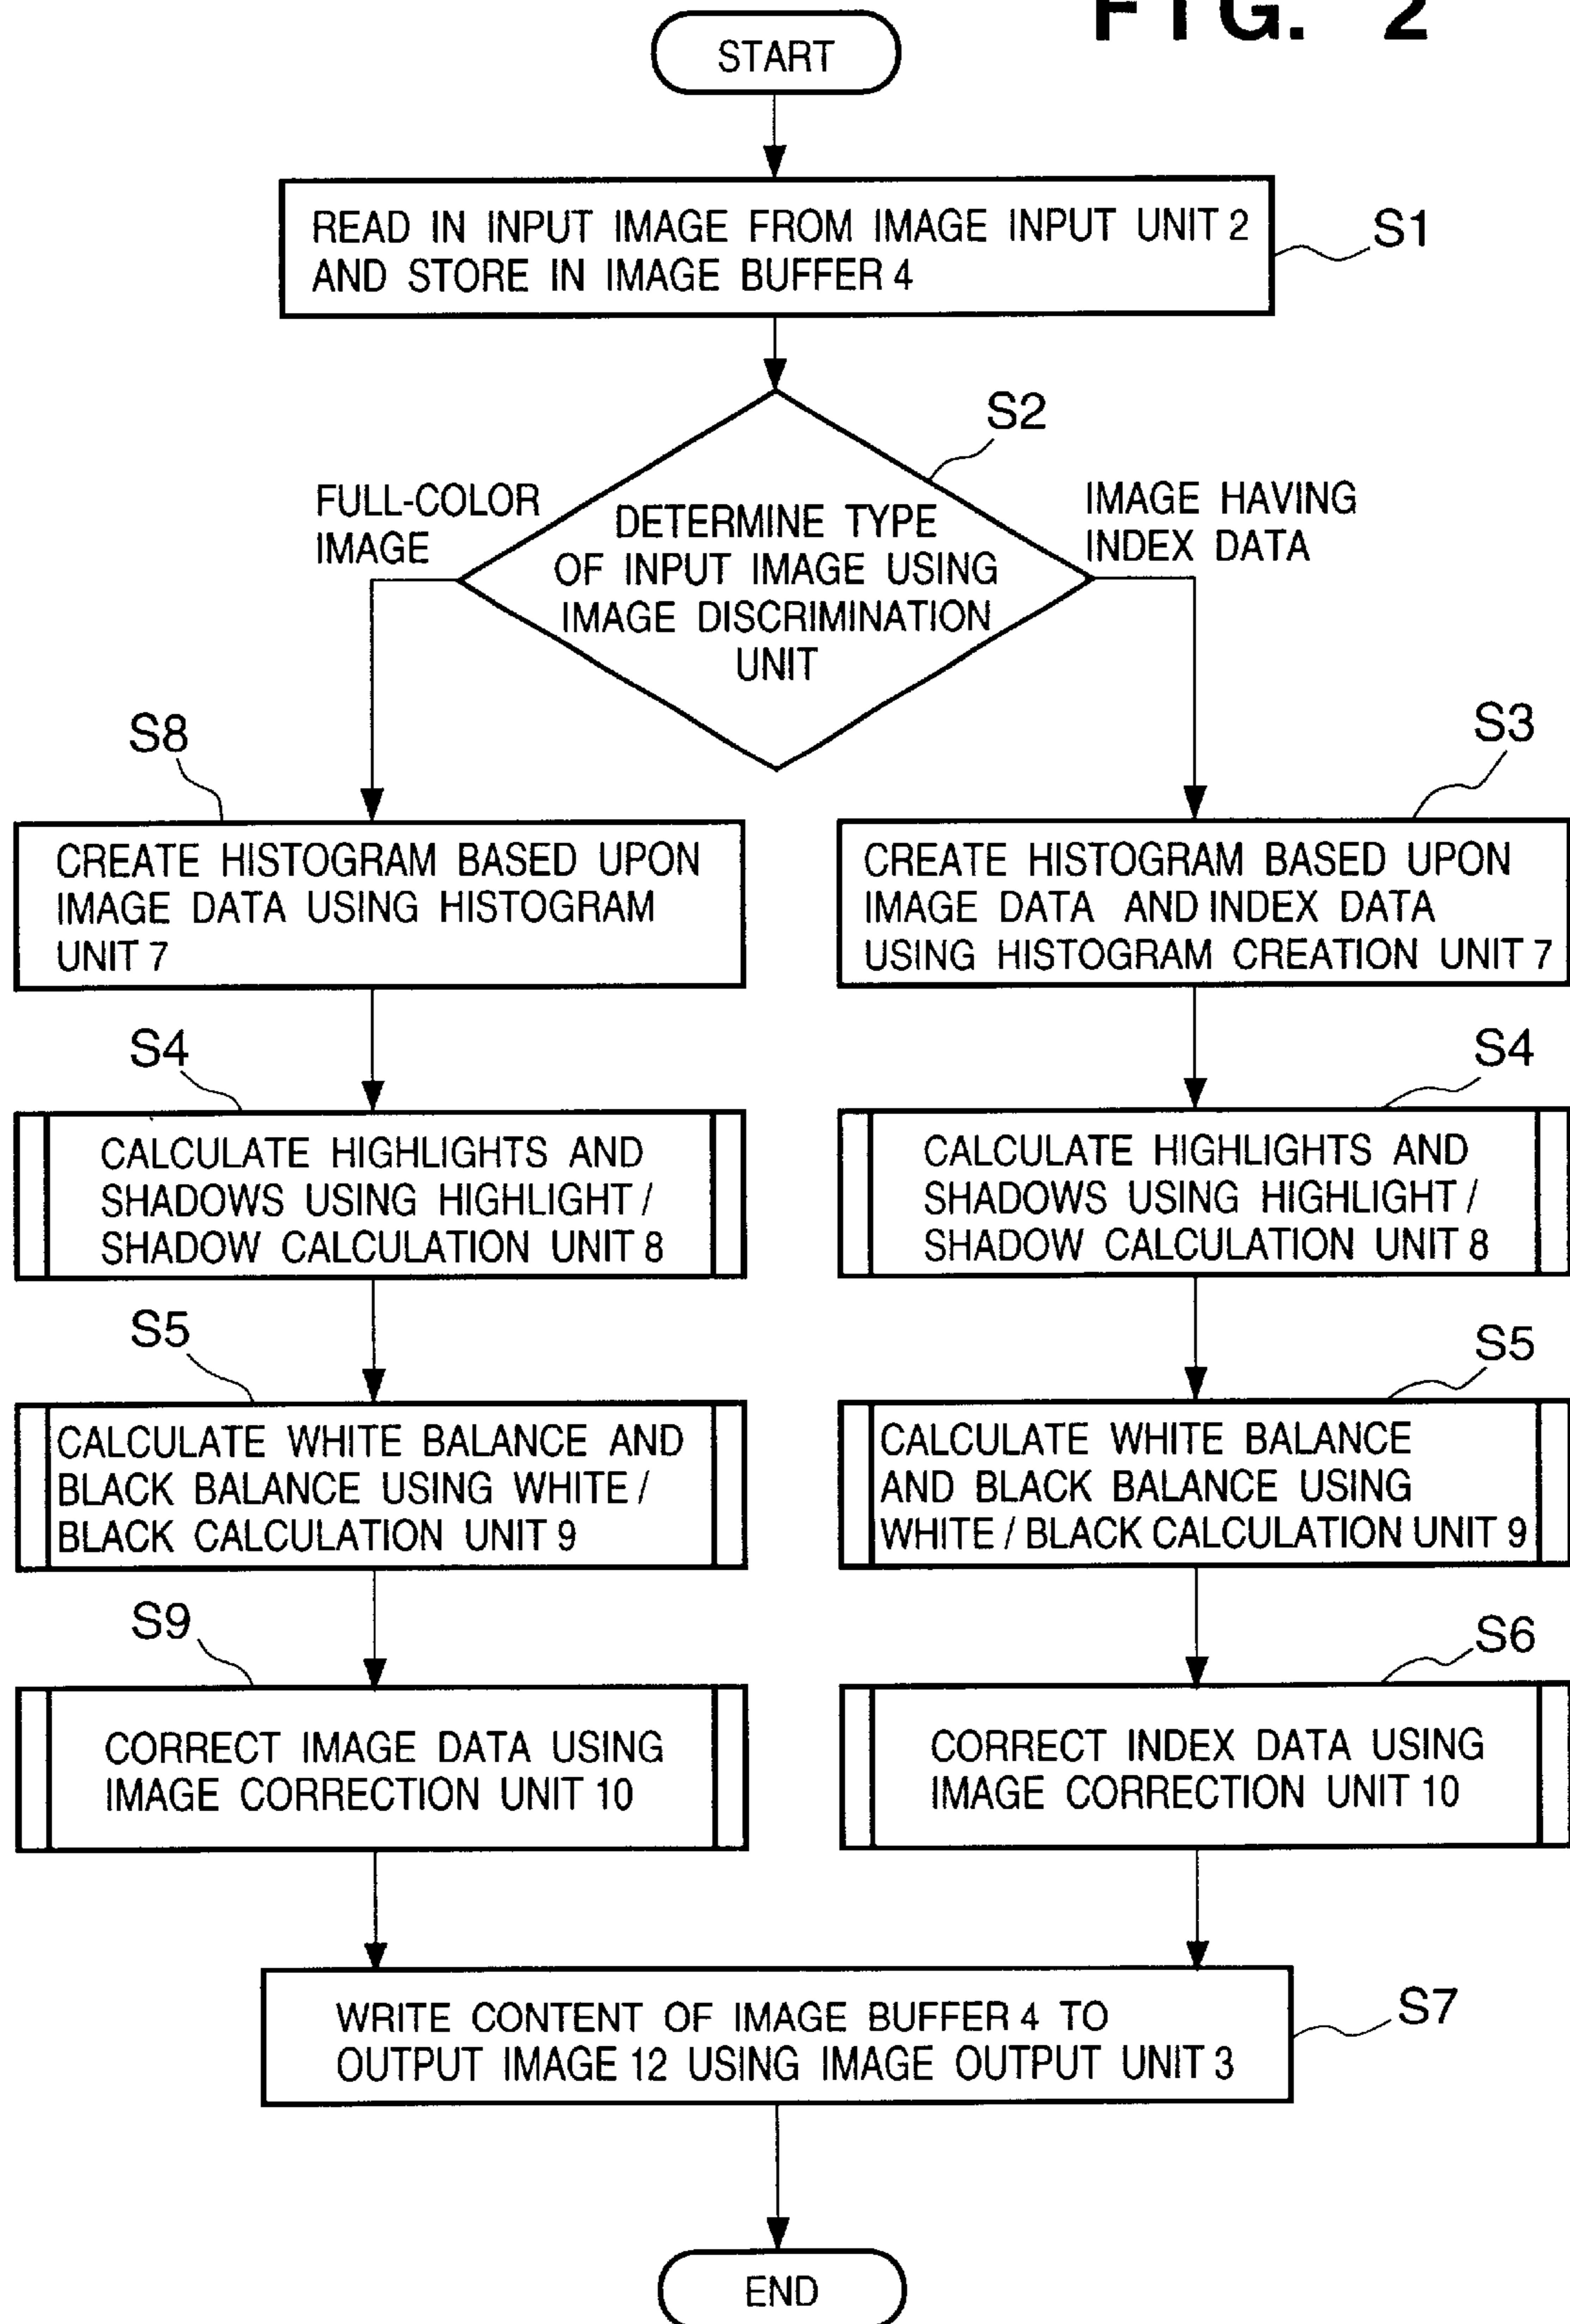 FIG. 2
START
READ IN INPUT IMAGE FROM IMAGE INPUT UNIT 2
AND STORE IN IMAGE BUFFER 4
S1
S2
FULL-COLOR
IMAGE
DETERMINE TYPE
OF INPUT IMAGE USING
IMAGE DISCRIMINATION
UNIT
IMAGE HAVING
INDEX DATA
S8
CREATE HISTOGRAM BASED UPON
IMAGE DATA USING HISTOGRAM
UNIT 7
S3
CREATE HISTOGRAM BASED UPON
IMAGE DATA AND INDEX DATA
USING HISTOGRAM CREATION UNIT 7
S4
CALCULATE HIGHLIGHTS AND
SHADOWS USING HIGHLIGHT /
SHADOW CALCULATION UNIT 8
S4
CALCULATE HIGHLIGHTS AND
SHADOWS USING HIGHLIGHT /
SHADOW CALCULATION UNIT 8
S5
CALCULATE WHITE BALANCE AND
BLACK BALANCE USING WHITE /
BLACK CALCULATION UNIT 9
S5
CALCULATE WHITE BALANCE
AND BLACK BALANCE USING
WHITE / BLACK CALCULATION UNIT 9
S9
CORRECT IMAGE DATA USING
IMAGE CORRECTION UNIT 10
S6
CORRECT INDEX DATA USING
IMAGE CORRECTION UNIT 10
WRITE CONTENT OF IMAGE BUFFER 4 TO
OUTPUT IMAGE 12 USING IMAGE OUTPUT UNIT 3
S7
END